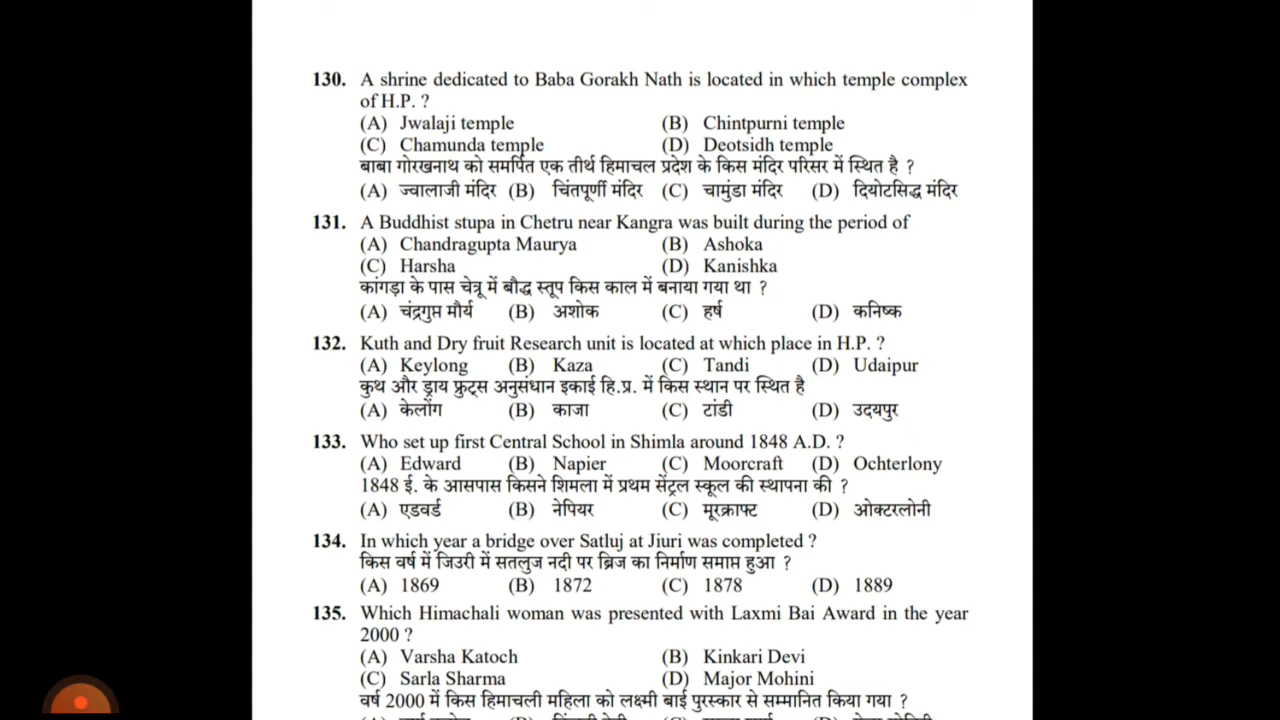 130. A shrine dedicated to Baba Gorakh Nath is located in which temple complex
of H.P. ?
(A) Jwalaji temple (B) Chintpurni temple
(C) Chamunda temple (D) Deotsidh temple
बाबा गोरखनाथ को समर्पित एक तीर्थ हिमाचल प्रदेश के किस मंदिर परिसर में स्थित है ?
(A) ज्वालाजी मंदिर (B) चिंतपूर्णी मंदिर (C) चामुंडा मंदिर (D) दियोटसिद्ध मंदिर
131. A Buddhist stupa in Chetru near Kangra was built during the period of
(A) Chandragupta Maurya (B) Ashoka
(C) Harsha (D) Kanishka
कांगड़ा के पास चेत्रू में बौद्ध स्तूप किस काल में बनाया गया था ?
(A) चंद्रगुप्त मौर्य (B) अशोक (C) हर्ष (D) कनिष्क
132. Kuth and Dry fruit Research unit is located at which place in H.P. ?
(A) Keylong (B) Kaza (C) Tandi (D) Udaipur
कुथ और ड्राय फ्रुट्स अनुसंधान इकाई हि.प्र. में किस स्थान पर स्थित है
(A) केलोंग (B) काजा (C) टांडी (D) उदयपुर
133. Who set up first Central School in Shimla around 1848 A.D. ?
(A) Edward (B) Napier (C) Moorcraft (D) Ochterlony
1848 ई. के आसपास किसने शिमला में प्रथम सेंट्रल स्कूल की स्थापना की ?
(A) एडवर्ड (B) नेपियर (C) मूरक्राफ्ट (D) ओक्टरलोनी
134. In which year a bridge over Satluj at Jiuri was completed ?
किस वर्ष में जिउरी में सतलुज नदी पर ब्रिज का निर्माण समाप्त हुआ ?
(A) 1869 (B) 1872 (C) 1878 (D) 1889
135. Which Himachali woman was presented with Laxmi Bai Award in the year
2000 ?
(A) Varsha Katoch (B) Kinkari Devi
(C) Sarla Sharma (D) Major Mohini
वर्ष 2000 में किस हिमाचली महिला को लक्ष्मी बाई पुरस्कार से सम्मानित किया गया ?